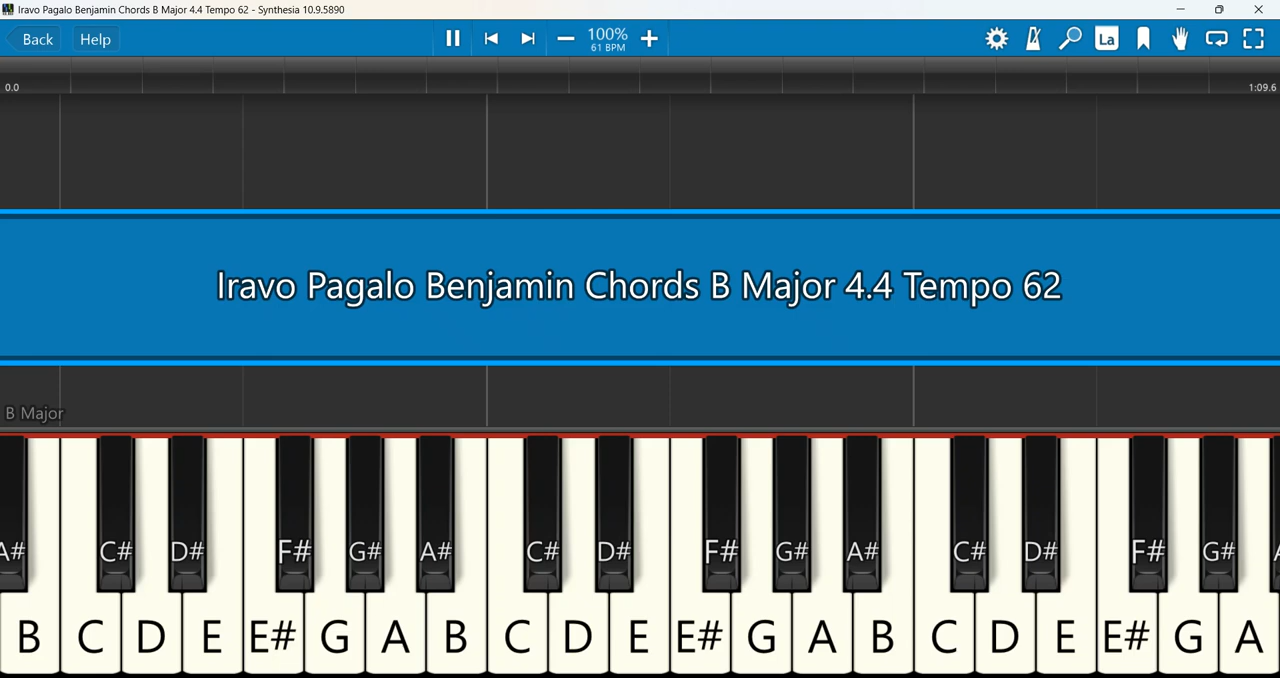 Iravo Pagalo Benjamin Chords B Major 4.4 Tempo 62 - Synthesia 10.9.5890
Back Help 100% La
61 BPM
0.0 1:09.6
Iravo Pagalo Benjamin Chords B Major 4.4 Tempo 62
B Major
A# C# D# F# G# A# C# D# F# G# A# C# D# F# G#
B C D E E# G A B C D E E# G A B C D E E# G A